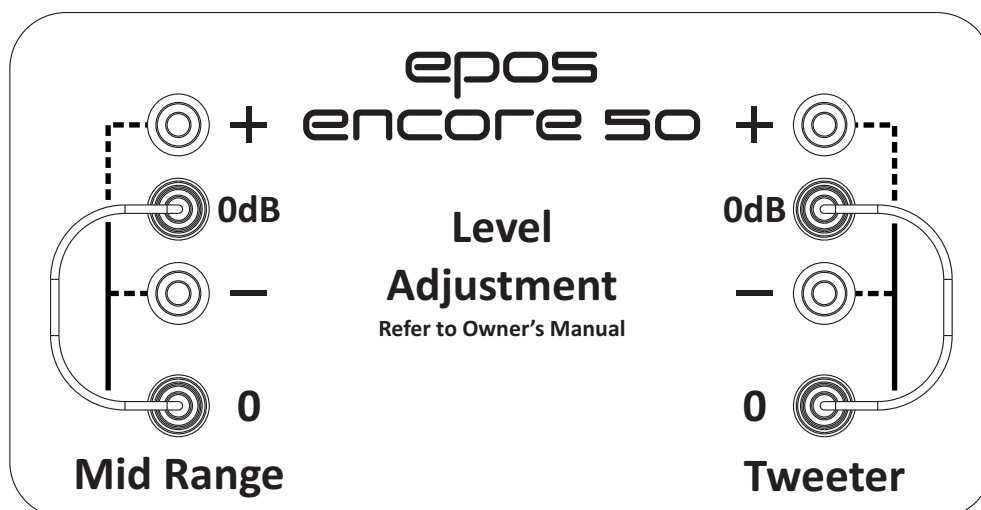 epos
+ encore 50 +
0dB Level 0dB
— Adjustment —
Refer to Owner's Manual
0 0
Mid Range Tweeter